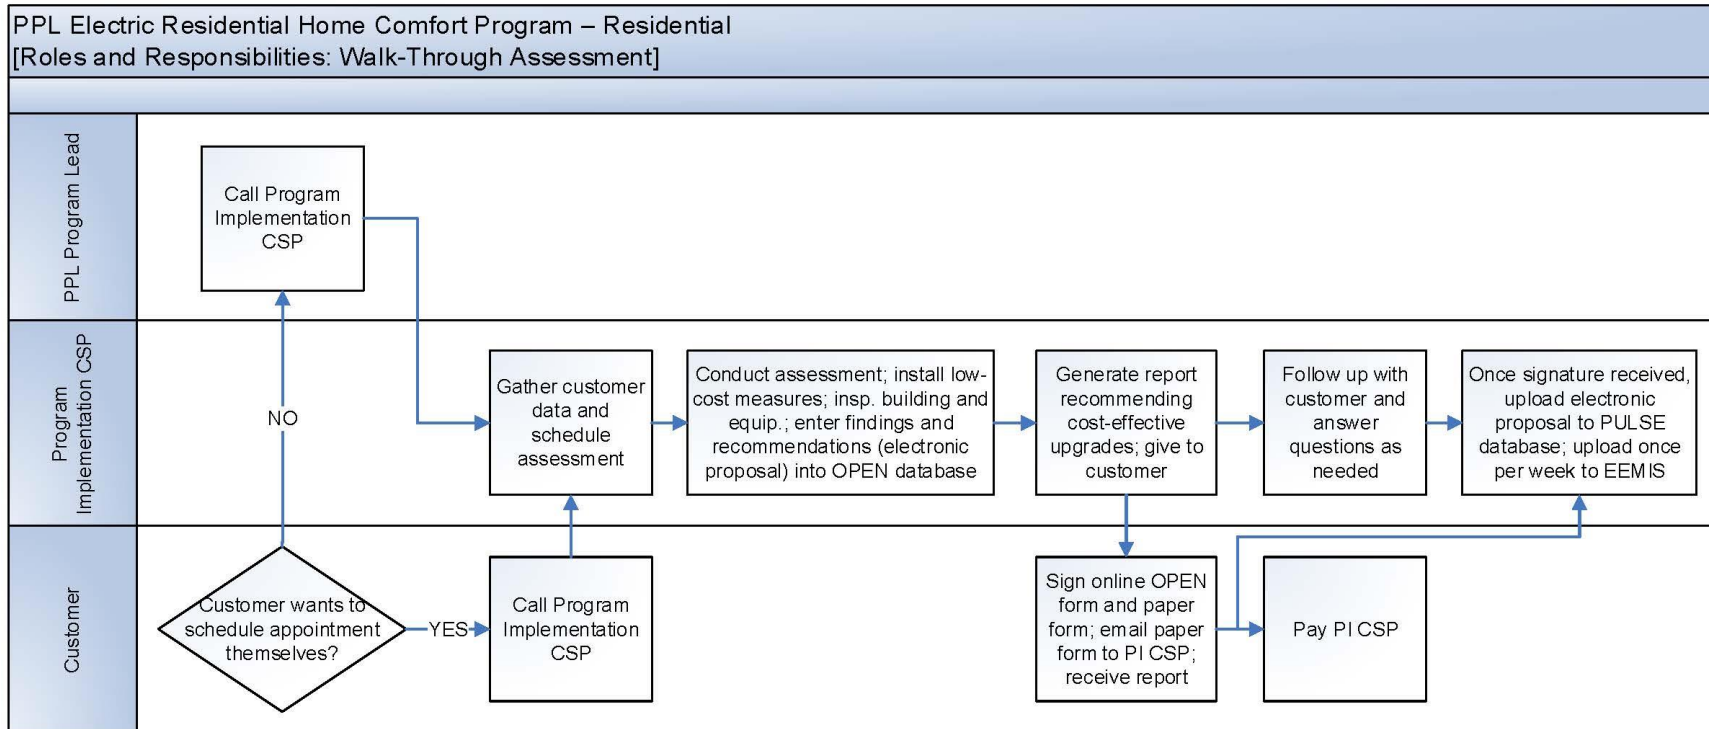 PPL Electric Residential Home Comfort Program – Residential
[Roles and Responsibilities: Walk-Through Assessment]
PPL Program Lead
Call Program
Implementation
CSP
Program
Implementation CSP
NO
Gather customer
data and
schedule
assessment
Conduct assessment; install low-
cost measures; insp. building and
equip.; enter findings and
recommendations (electronic
proposal) into OPEN database
Generate report
recommending
cost-effective
upgrades; give to
customer
Follow up with
customer and
answer
questions as
needed
Once signature received,
upload electronic
proposal to PULSE
database; upload once
per week to EEMIS
Customer
Customer wants to
schedule appointment
themselves?
YES
Call Program
Implementation
CSP
Sign online OPEN
form and paper
form; email paper
form to PI CSP;
receive report
Pay PI CSP